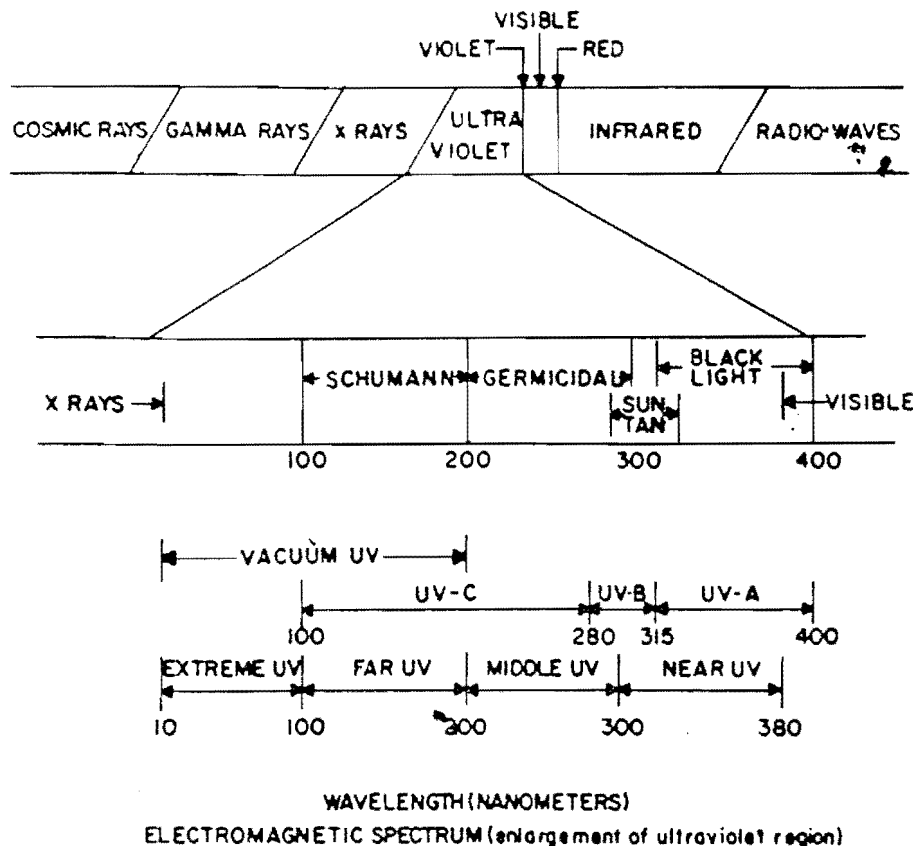 VISIBLE
VIOLET RED
COSMIC RAYS GAMMA RAYS X RAYS ULTRA VIOLET INFRARED RADIO-WAVES
SCHUMANN GERMICIDAL BLACK LIGHT
X RAYS SUN TAN VISIBLE
100 200 300 400
VACUÙM UV
UV-C UV-B UV-A
100 280 315 400
EXTREME UV FAR UV MIDDLE UV NEAR UV
10 100 200 300 380
WAVELENGTH (NANOMETERS)
ELECTROMAGNETIC SPECTRUM (enlargement of ultraviolet region)